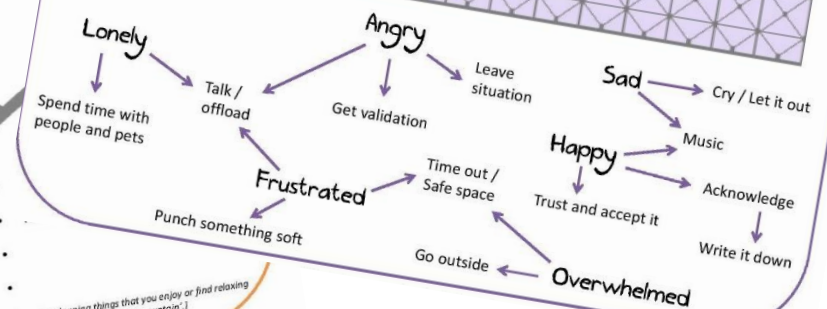 Lonely
Angry
Sad
Happy
Frustrated
Overwhelmed
Spend time with
people and pets
Talk /
offload
Get validation
Leave
situation
Cry / Let it out
Music
Acknowledge
Write it down
Trust and accept it
Time out /
Safe space
Punch something soft
Go outside
things that you enjoy or find relaxing